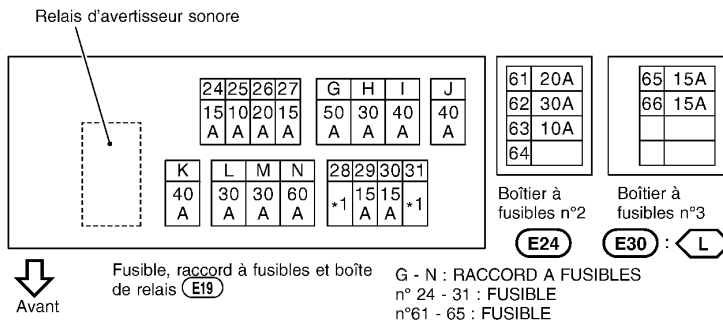 Relais d'avertisseur sonore
24 25 26 27 G H I J
15 A 10 A 20 A 15 A 50 A 30 A 40 A 40 A
K L M N 28 29 30 31
40 A 30 A 30 A 60 A *1 15 A 15 A *1
61 20A
62 30A
63 10A
64
65 15A
66 15A
Boîtier à
fusibles n°2
E24
Boîtier à
fusibles n°3
E30 : L
Avant
Fusible, raccord à fusibles et boîte
de relais E19
G - N : RACCORD A FUSIBLES
n° 24 - 31 : FUSIBLE
n°61 - 65 : FUSIBLE